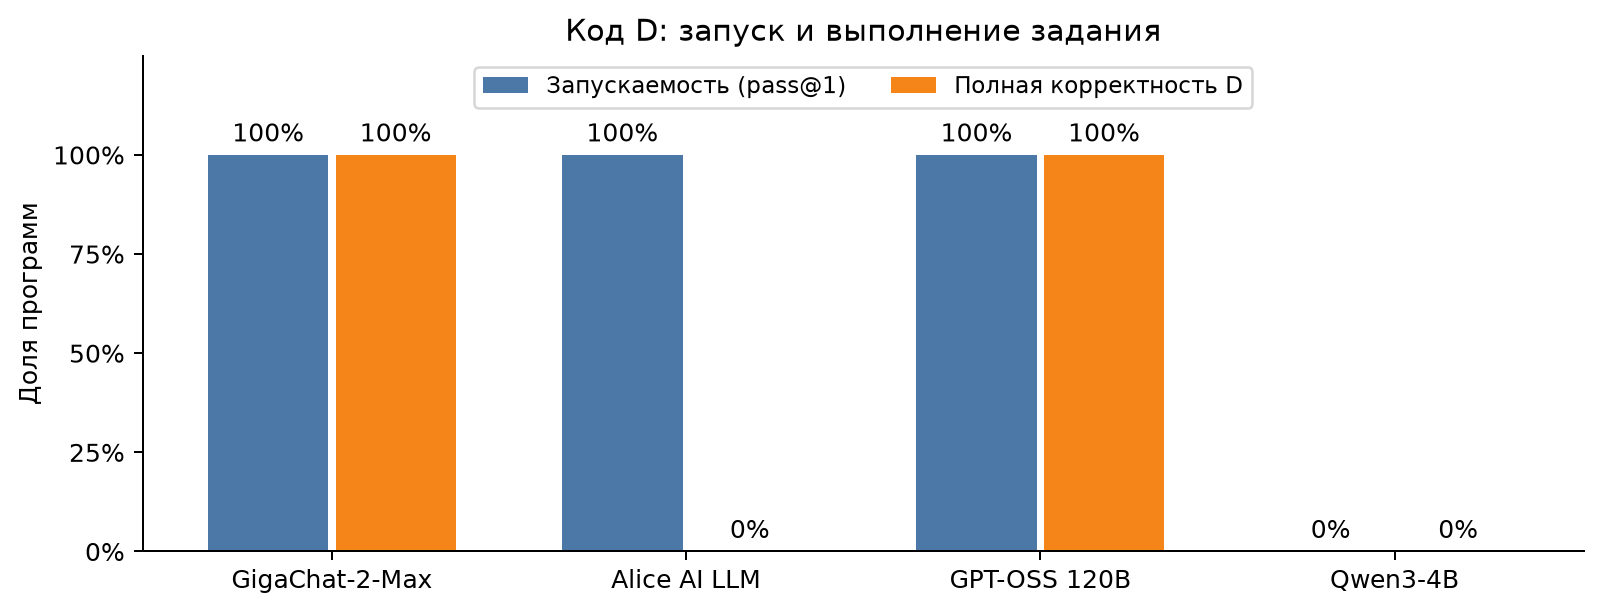 Код D: запуск и выполнение задания
Запускаемость (pass@1) Полная корректность D
100% 100% 100% 100% 100%
100%
75%
50%
25%
0%
Доля программ
0% 0% 0%
GigaChat-2-Max Alice AI LLM GPT-OSS 120B Qwen3-4B